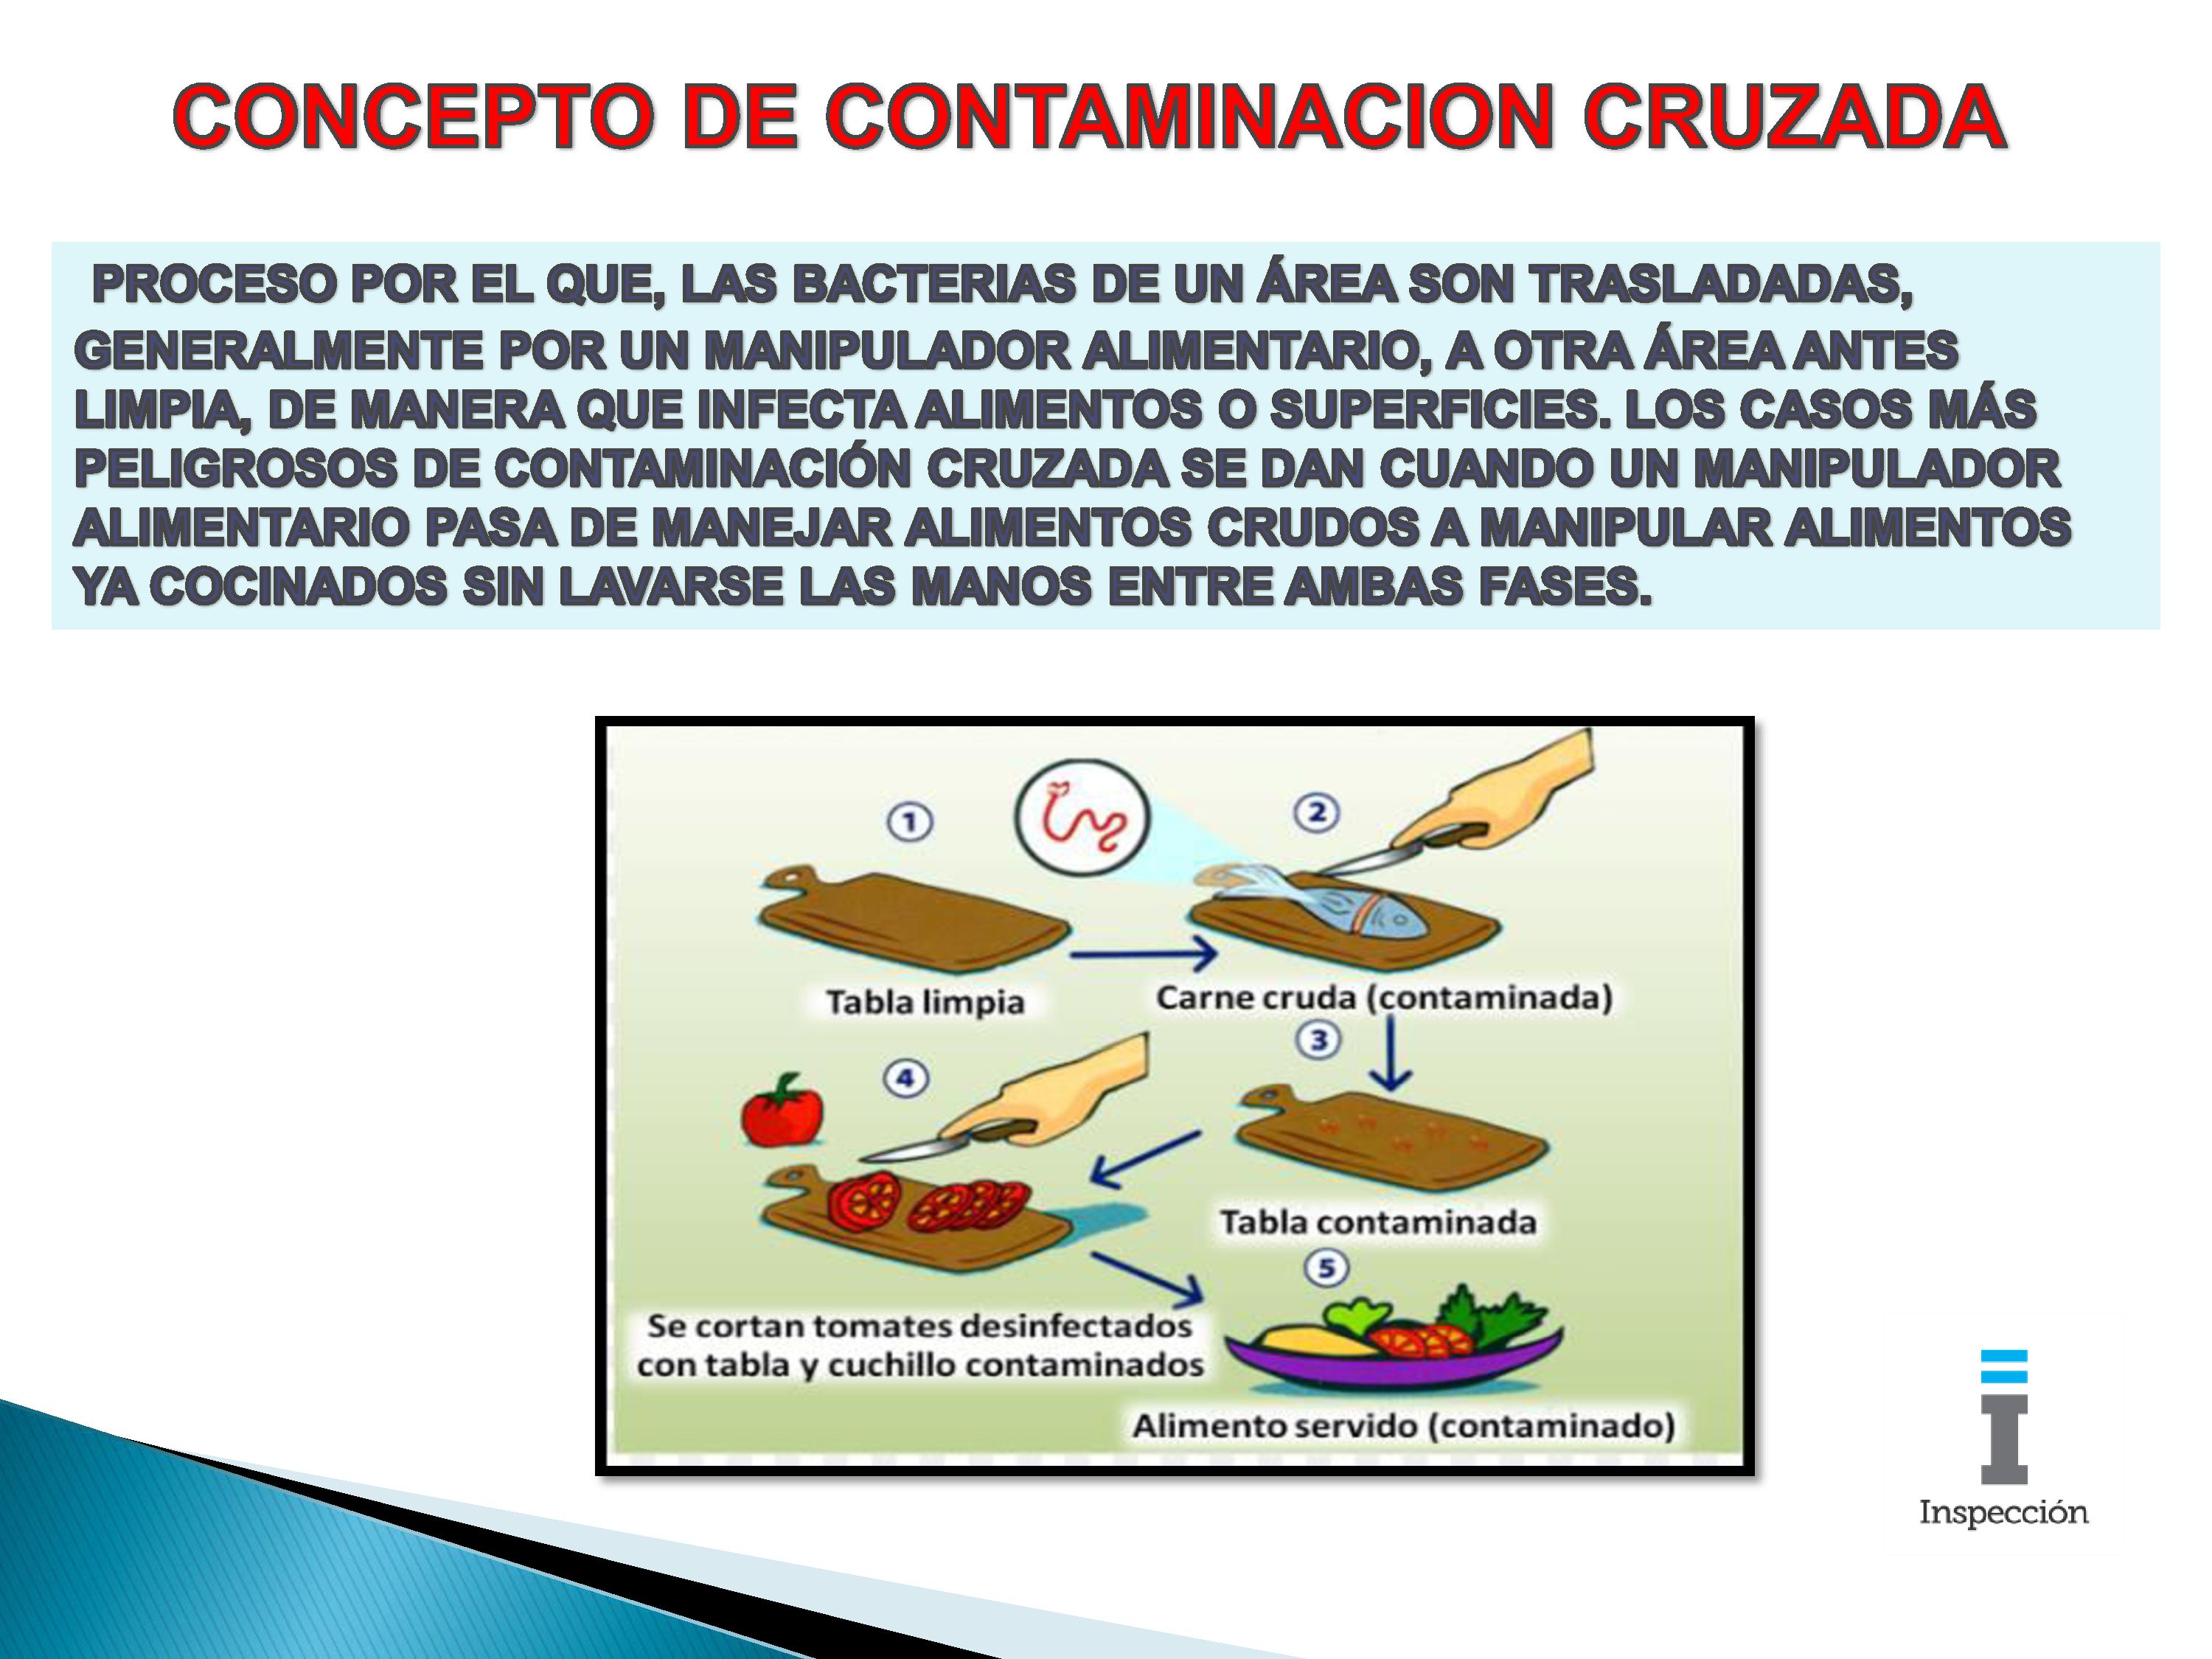 CONCEPTO DE CONTAMINACION CRUZADA
PROCESO POR EL QUE, LAS BACTERIAS DE UN ÁREA SON TRASLADADAS,
GENERALMENTE POR UN MANIPULADOR ALIMENTARIO, A OTRA ÁREA ANTES
LIMPIA, DE MANERA QUE INFECTA ALIMENTOS O SUPERFICIES. LOS CASOS MÁS
PELIGROSOS DE CONTAMINACIÓN CRUZADA SE DAN CUANDO UN MANIPULADOR
ALIMENTARIO PASA DE MANEJAR ALIMENTOS CRUDOS A MANIPULAR ALIMENTOS
YA COCINADOS SIN LAVARSE LAS MANOS ENTRE AMBAS FASES.
1
Tabla limpia
2
Carne cruda (contaminada)
3
Tabla contaminada
4
Se cortan tomates desinfectados
con tabla y cuchillo contaminados
5
Alimento servido (contaminado)
Inspección